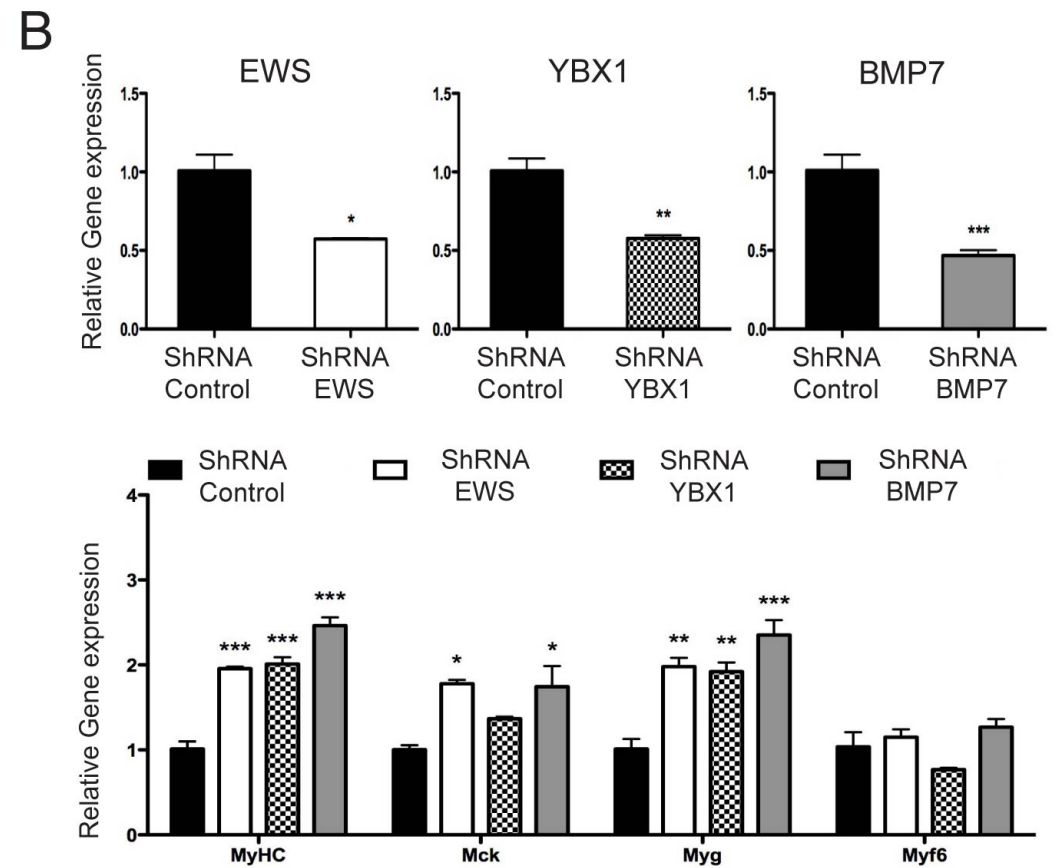 B
EWS
YBX1
BMP7
Relative Gene expression
1.5
1.0
0.5
0.0
*
ShRNA
Control
ShRNA
EWS
1.5
1.0
0.5
0.0
**
ShRNA
Control
ShRNA
YBX1
1.5
1.0
0.5
0.0
***
ShRNA
Control
ShRNA
BMP7
ShRNA
Control
ShRNA
EWS
ShRNA
YBX1
ShRNA
BMP7
Relative Gene expression
4
3
2
1
0
*** *** ***
* *
** ** ***
MyHC Mck Myg Myf6